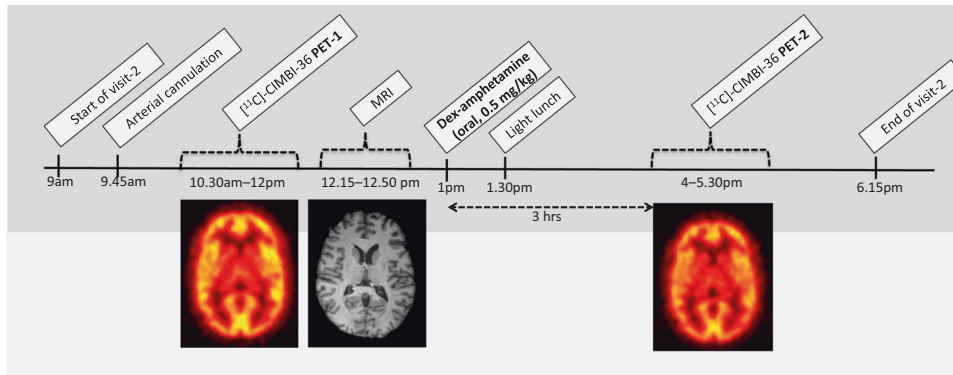 Start of visit-2
Arterial cannulation
[¹¹C]-CIMBI-36 PET-1
MRI
Dex-amphetamine
(oral, 0.5 mg/kg)
Light lunch
[¹¹C]-CIMBI-36 PET-2
End of visit-2
9am
9.45am
10.30am–12pm
12.15–12.50 pm
1pm
1.30pm
4–5.30pm
6.15pm
3 hrs